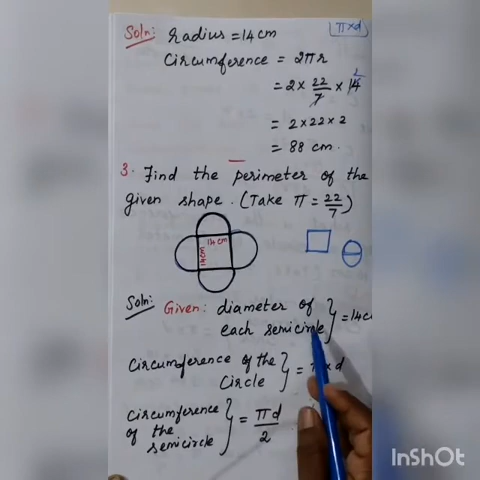 Soln: radius = 14 cm
[π×d]
Circumference = 2πr
= 2 × 22/7 × 14
2
= 2 × 22 × 2
= 88 cm.
3. Find the perimeter of the
given shape. (Take π = 22/7)
14 cm
14 cm
Soln: Given: diameter of
each semicircle } = 14c
Circumference of the
Circle } = × d
Circumference
of the
semicircle } = πd/2
InShOt